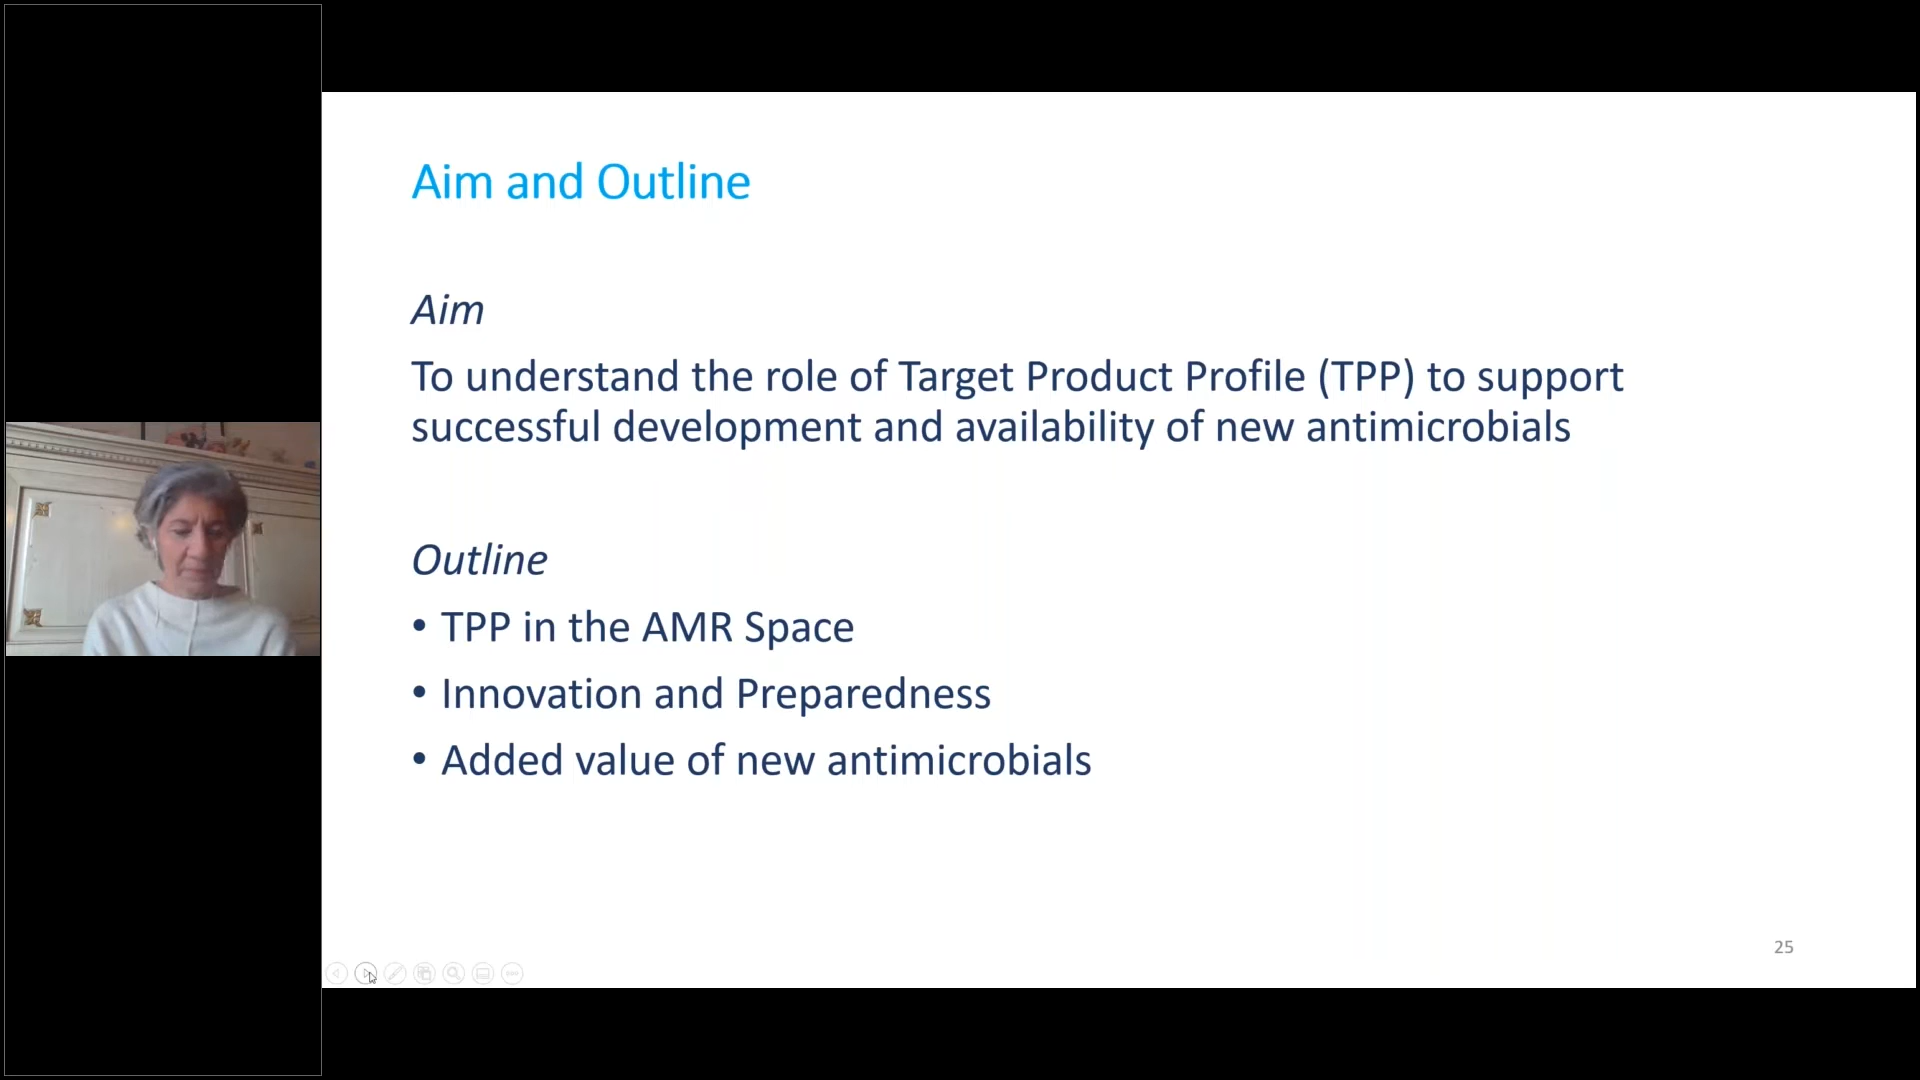 Aim and Outline
Aim
To understand the role of Target Product Profile (TPP) to support
successful development and availability of new antimicrobials
Outline
• TPP in the AMR Space
• Innovation and Preparedness
• Added value of new antimicrobials
25